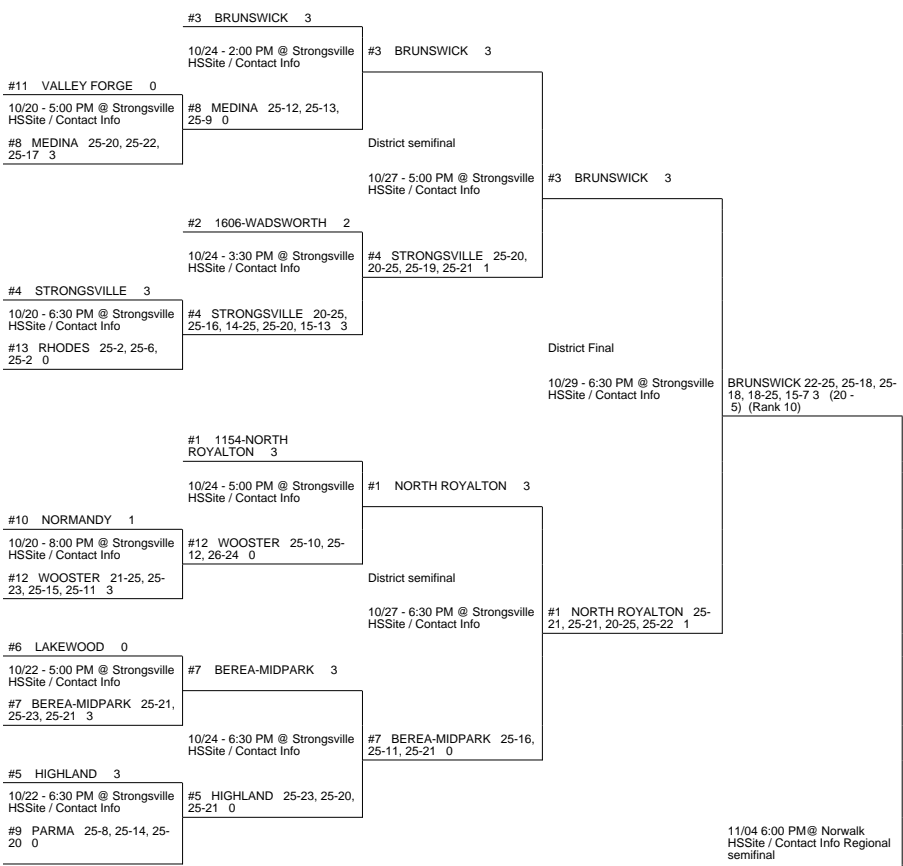 #3 BRUNSWICK 3
10/24 - 2:00 PM @ Strongsville
HSSite / Contact Info
#3 BRUNSWICK 3
#11 VALLEY FORGE 0
10/20 - 5:00 PM @ Strongsville
HSSite / Contact Info
#8 MEDINA 25-12, 25-13,
25-9 0
#8 MEDINA 25-20, 25-22,
25-17 3
District semifinal
10/27 - 5:00 PM @ Strongsville
HSSite / Contact Info
#3 BRUNSWICK 3
#2 1606-WADSWORTH 2
10/24 - 3:30 PM @ Strongsville
HSSite / Contact Info
#4 STRONGSVILLE 25-20,
20-25, 25-19, 25-21 1
#4 STRONGSVILLE 3
10/20 - 6:30 PM @ Strongsville
HSSite / Contact Info
#4 STRONGSVILLE 20-25,
25-16, 14-25, 25-20, 15-13 3
#13 RHODES 25-2, 25-6,
25-2 0
District Final
10/29 - 6:30 PM @ Strongsville
HSSite / Contact Info
BRUNSWICK 22-25, 25-18, 25-
18, 18-25, 15-7 3 (20 -
5) (Rank 10)
#1 1154-NORTH
ROYALTON 3
10/24 - 5:00 PM @ Strongsville
HSSite / Contact Info
#1 NORTH ROYALTON 3
#10 NORMANDY 1
10/20 - 8:00 PM @ Strongsville
HSSite / Contact Info
#12 WOOSTER 25-10, 25-
12, 26-24 0
#12 WOOSTER 21-25, 25-
23, 25-15, 25-11 3
District semifinal
10/27 - 6:30 PM @ Strongsville
HSSite / Contact Info
#1 NORTH ROYALTON 25-
21, 25-21, 20-25, 25-22 1
#6 LAKEWOOD 0
10/22 - 5:00 PM @ Strongsville
HSSite / Contact Info
#7 BEREA-MIDPARK 3
#7 BEREA-MIDPARK 25-21,
25-23, 25-21 3
10/24 - 6:30 PM @ Strongsville
HSSite / Contact Info
#7 BEREA-MIDPARK 25-16,
25-11, 25-21 0
#5 HIGHLAND 3
10/22 - 6:30 PM @ Strongsville
HSSite / Contact Info
#5 HIGHLAND 25-23, 25-20,
25-21 0
#9 PARMA 25-8, 25-14, 25-
20 0
11/04 6:00 PM@ Norwalk
HSSite / Contact Info Regional
semifinal